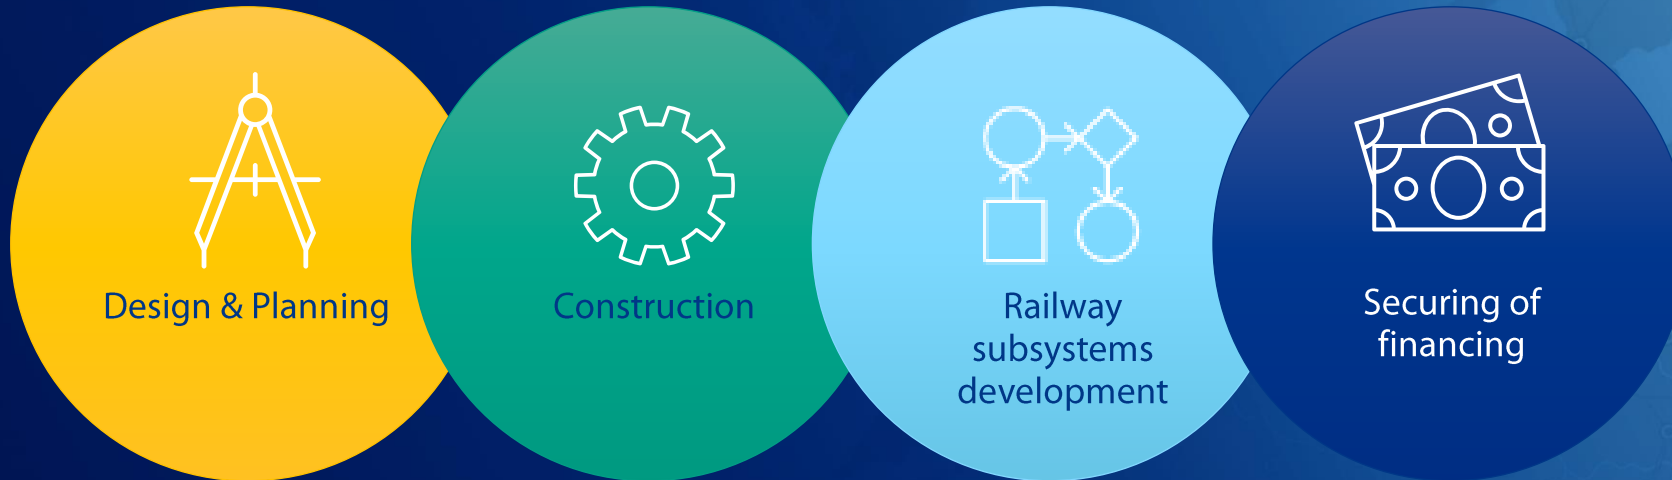 Design & Planning
Construction
Railway
subsystems
development
Securing of
financing